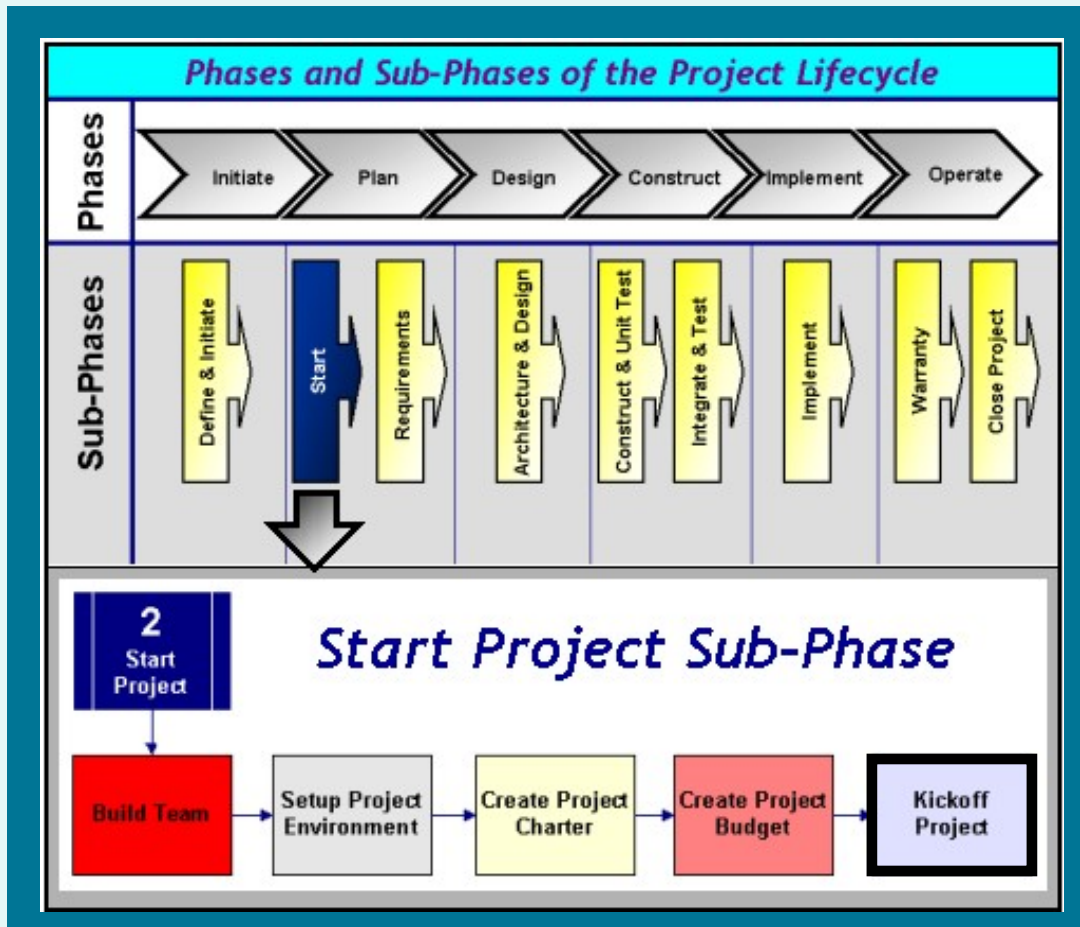 Phases and Sub-Phases of the Project Lifecycle
Phases
Initiate
Plan
Design
Construct
Implement
Operate
Sub-Phases
Define & Initiate
Start
Requirements
Architecture & Design
Construct & Unit Test
Integrate & Test
Implement
Warranty
Close Project
2
Start
Project
Start Project Sub-Phase
Build Team
Setup Project
Environment
Create Project
Charter
Create Project
Budget
Kickoff
Project